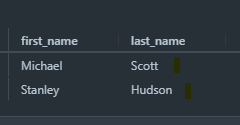 first_name last_name
Michael Scott
Stanley Hudson